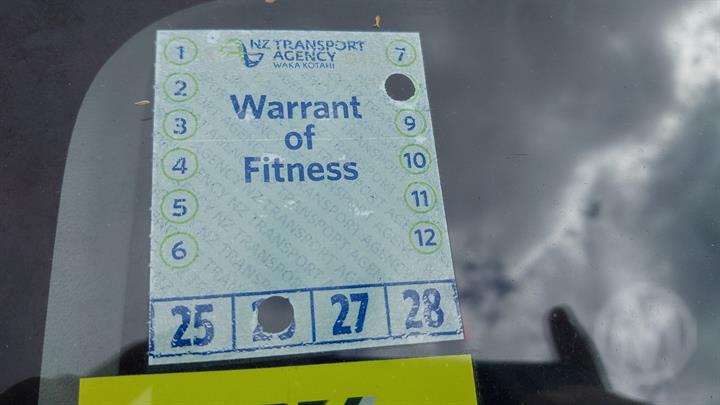 NZ TRANSPORT
AGENCY
WAKA KOTAHI
1
7
2
Warrant
3
9
of
4
10
Fitness
5
11
6
12
25
27
28